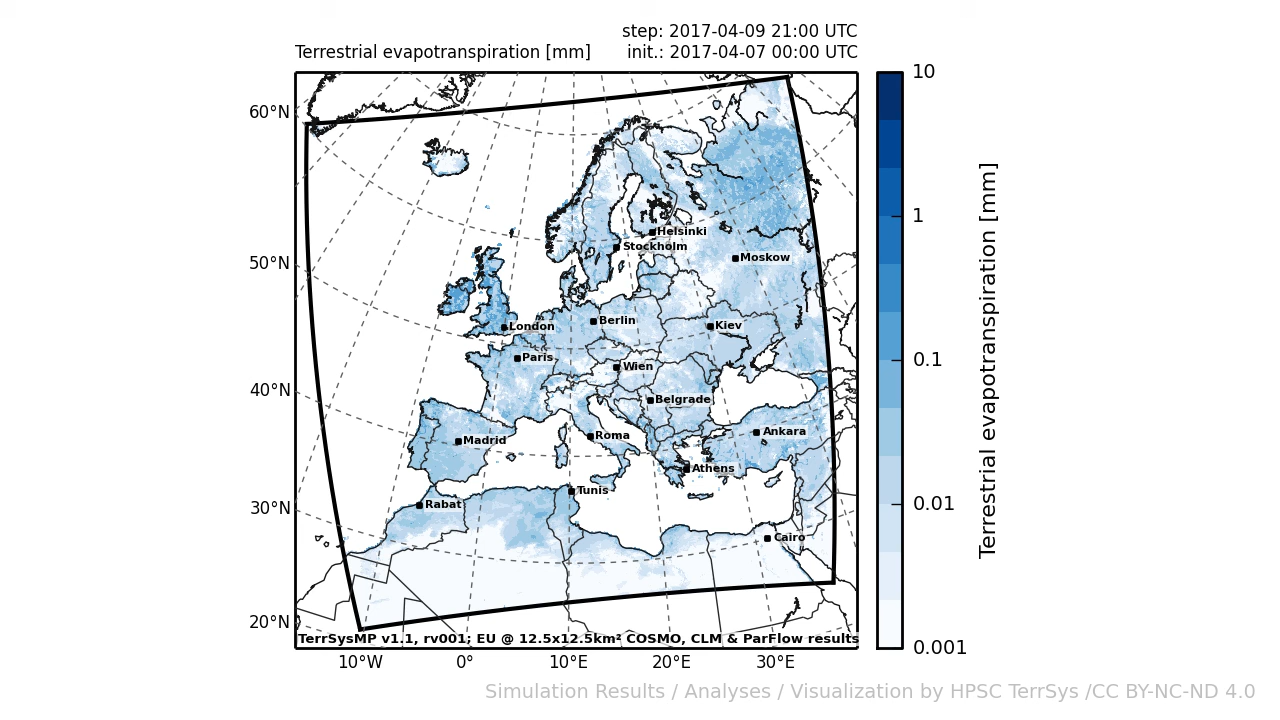 step: 2017-04-09 21:00 UTC
Terrestrial evapotranspiration [mm] init.: 2017-04-07 00:00 UTC
60°N
50°N
40°N
30°N
20°N
10°W
0°
10°E
20°E
30°E
Helsinki
Stockholm
Moskow
London
Berlin
Kiev
Paris
Wien
Belgrade
Madrid
Roma
Ankara
Athens
Tunis
Rabat
Cairo
TerrSysMP v1.1, rv001; EU @ 12.5x12.5km² COSMO, CLM & ParFlow results
10
1
0.1
0.01
0.001
Terrestrial evapotranspiration [mm]
Simulation Results / Analyses / Visualization by HPSC TerrSys /CC BY-NC-ND 4.0